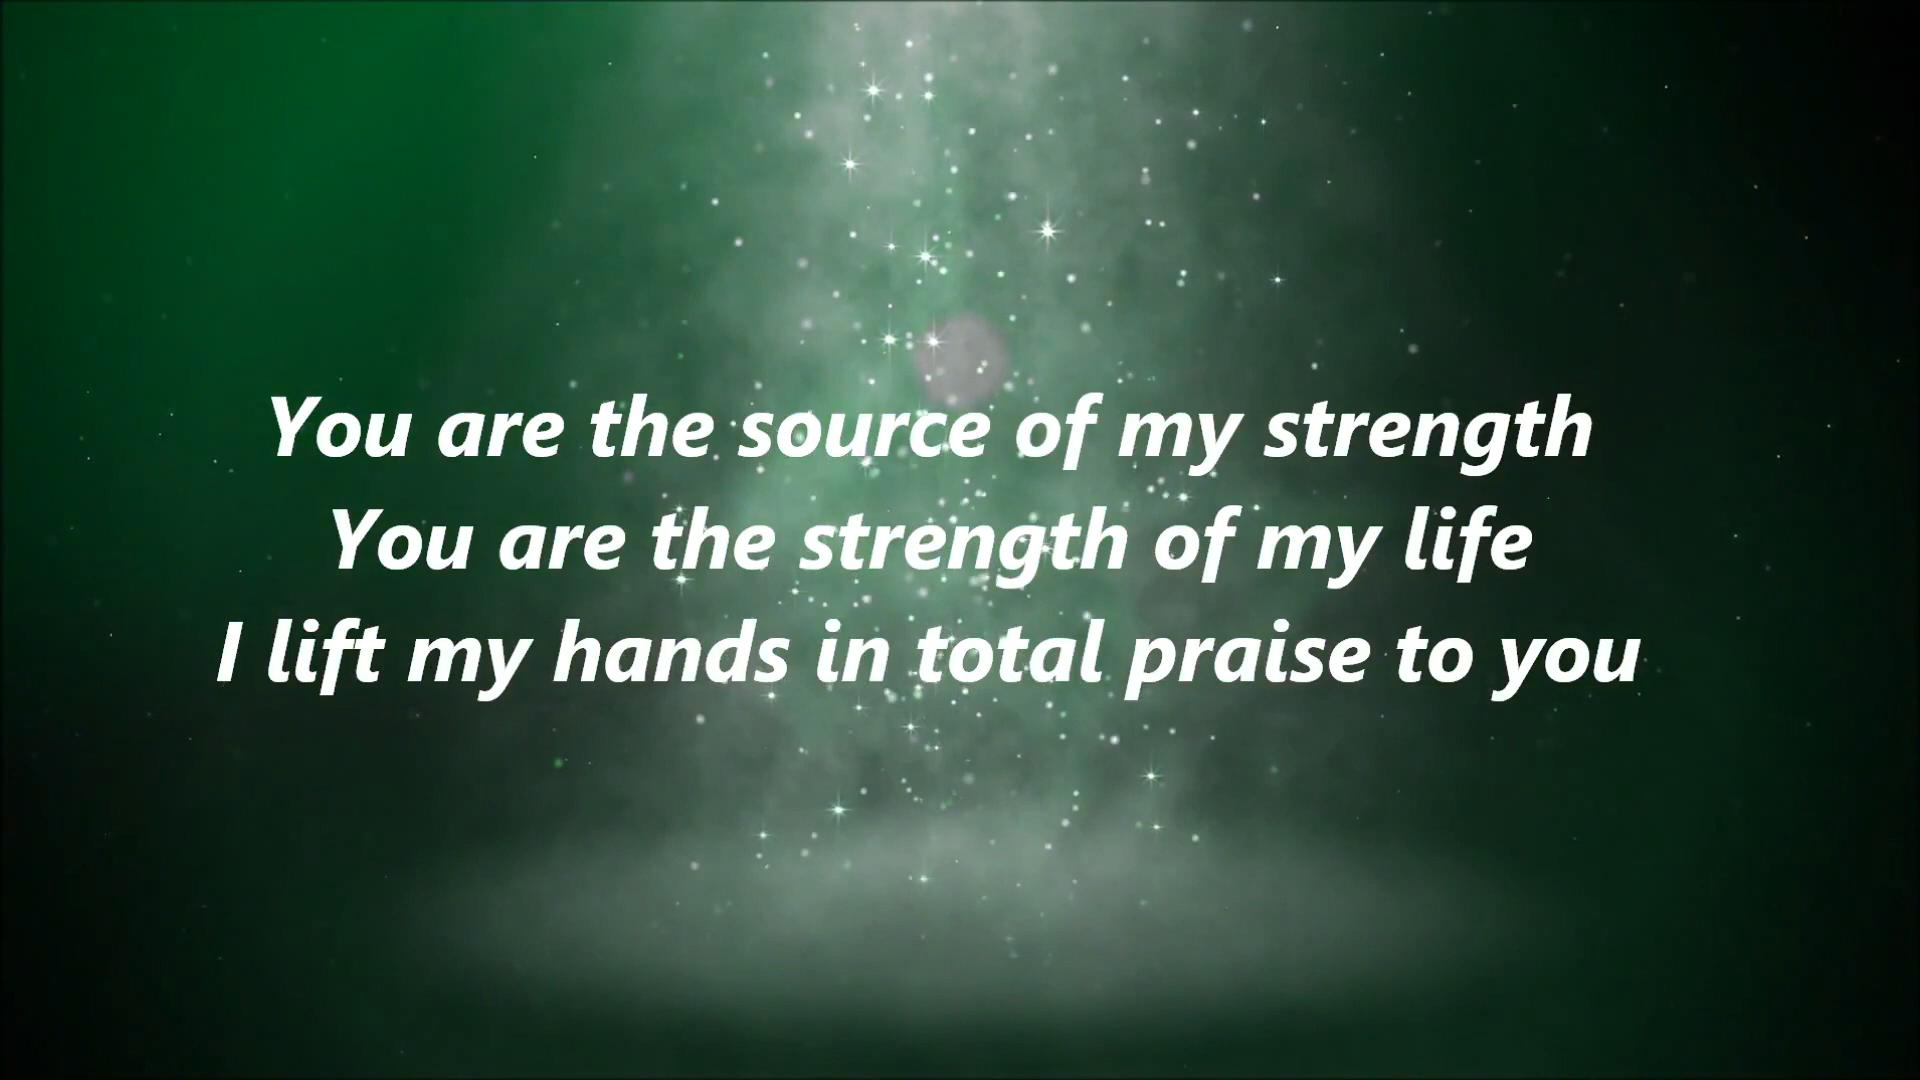 You are the source of my strength
You are the strength of my life
I lift my hands in total praise to you